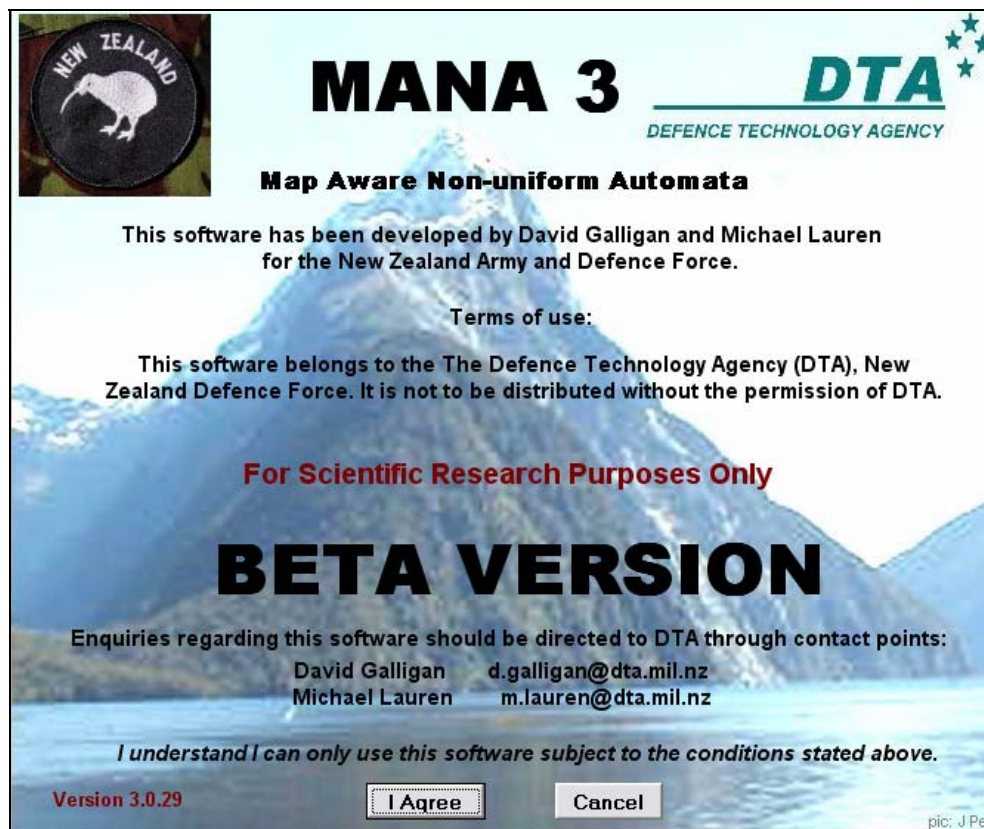 NEW ZEALAND
MANA 3
DTA
DEFENCE TECHNOLOGY AGENCY
Map Aware Non-uniform Automata
This software has been developed by David Galligan and Michael Lauren
for the New Zealand Army and Defence Force.
Terms of use:
This software belongs to the The Defence Technology Agency (DTA), New
Zealand Defence Force. It is not to be distributed without the permission of DTA.
For Scientific Research Purposes Only
BETA VERSION
Enquiries regarding this software should be directed to DTA through contact points:
David Galligan d.galligan@dta.mil.nz
Michael Lauren m.lauren@dta.mil.nz
I understand I can only use this software subject to the conditions stated above.
Version 3.0.29
I Agree
Cancel
pic: J Pe